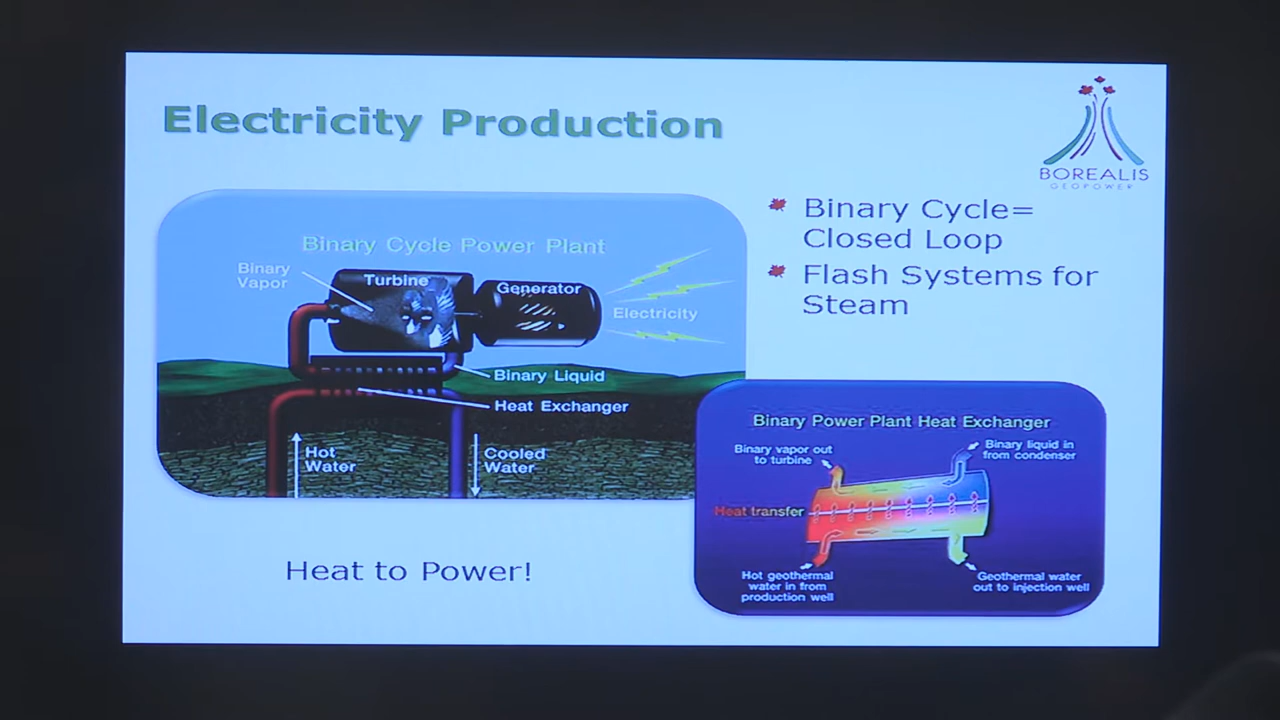 Electricity Production
BOREALIS
GEOPOWER
Binary Cycle=
Closed Loop
Flash Systems for
Steam
Binary Cycle Power Plant
Binary
Vapor
Turbine
Generator
Electricity
Binary Liquid
Heat Exchanger
Hot
Water
Cooled
Water
Binary Power Plant Heat Exchanger
Binary vapor out
to turbine
Binary liquid in
from condenser
Heat transfer
Hot geothermal
water in from
production well
Geothermal water
out to injection well
Heat to Power!